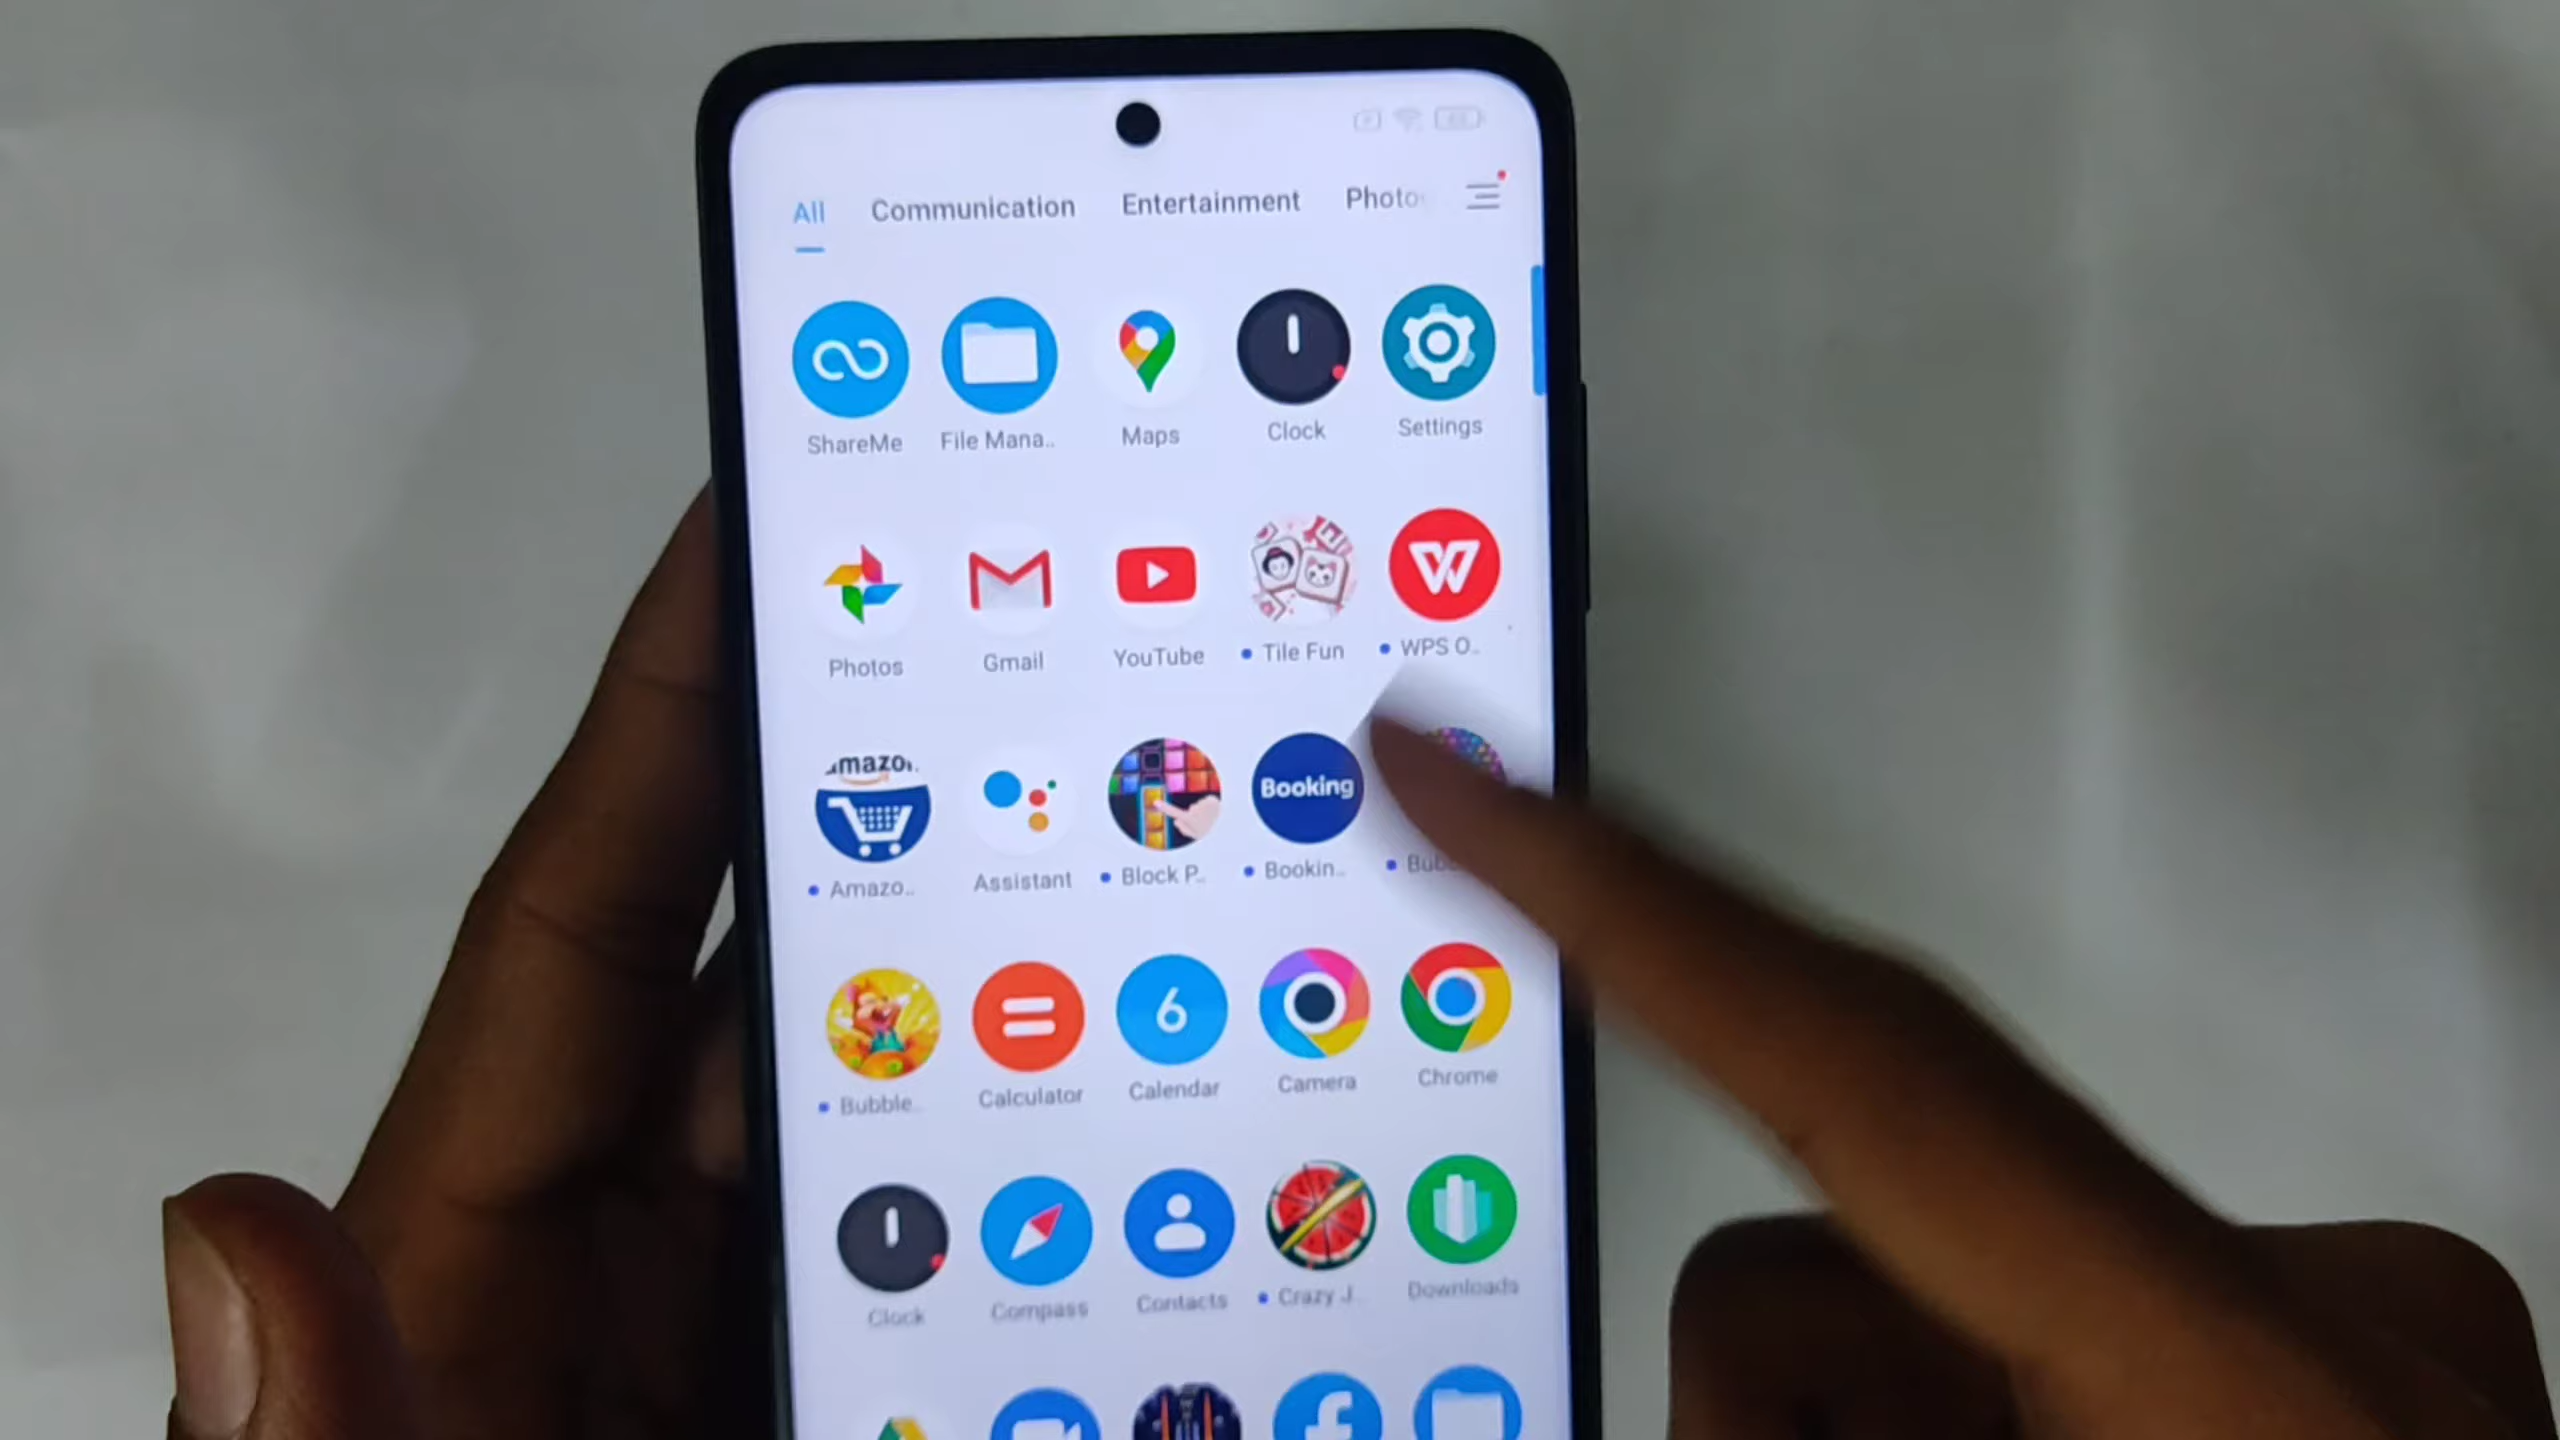 All Communication Entertainment Photo
ShareMe File Mana.. Maps Clock Settings
Photos Gmail YouTube Tile Fun WPS O..
amazon
Booking
Amazo.. Assistant Block P.. Bookin..
6
Bubble.. Calculator Calendar Camera Chrome
Clock Compass Contacts Crazy J.. Downloads